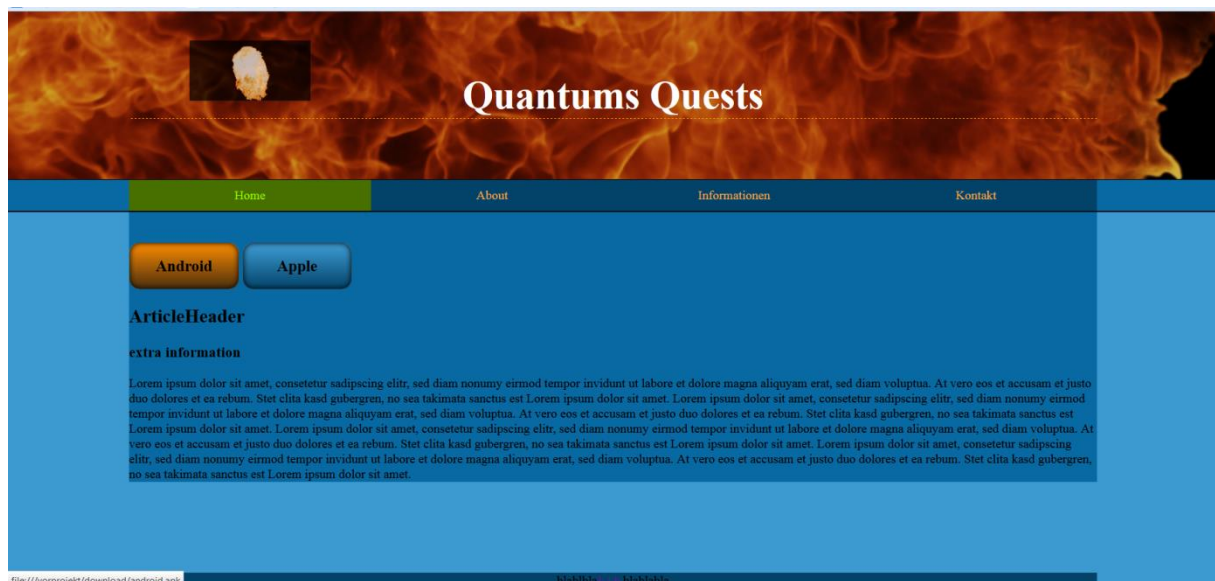 Quantums Quests
Home About Informationen Kontakt
Android Apple
ArticleHeader
extra information
Lorem ipsum dolor sit amet, consetetur sadipscing elitr, sed diam nonumy eirmod tempor invidunt ut labore et dolore magna aliquyam erat, sed diam voluptua. At vero eos et accusam et justo
duo dolores et ea rebum. Stet clita kasd gubergren, no sea takimata sanctus est Lorem ipsum dolor sit amet. Lorem ipsum dolor sit amet, consetetur sadipscing elitr, sed diam nonumy eirmod
tempor invidunt ut labore et dolore magna aliquyam erat, sed diam voluptua. At vero eos et accusam et justo duo dolores et ea rebum. Stet clita kasd gubergren, no sea takimata sanctus est
Lorem ipsum dolor sit amet. Lorem ipsum dolor sit amet, consetetur sadipscing elitr, sed diam nonumy eirmod tempor invidunt ut labore et dolore magna aliquyam erat, sed diam voluptua. At
vero eos et accusam et justo duo dolores et ea rebum. Stet clita kasd gubergren, no sea takimata sanctus est Lorem ipsum dolor sit amet. Lorem ipsum dolor sit amet, consetetur sadipscing
elitr, sed diam nonumy eirmod tempor invidunt ut labore et dolore magna aliquyam erat, sed diam voluptua. At vero eos et accusam et justo duo dolores et ea rebum. Stet clita kasd gubergren,
no sea takimata sanctus est Lorem ipsum dolor sit amet.
file:///vorprojekt/download/android.apk